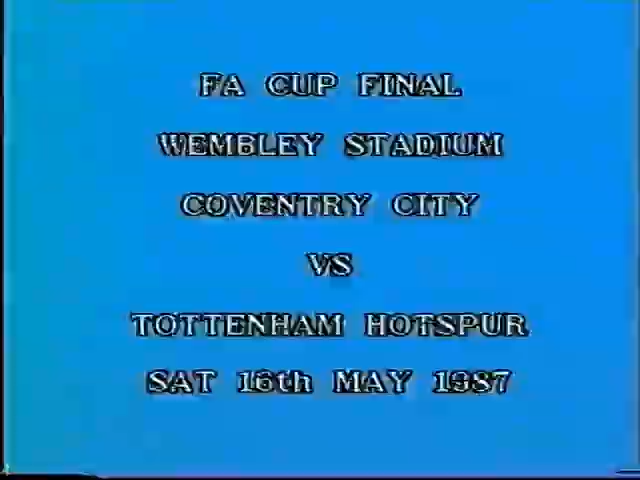 FA CUP FINAL
WEMBLEY STADIUM
COVENTRY CITY
VS
TOTTENHAM HOTSPUR
SAT 16th MAY 1987